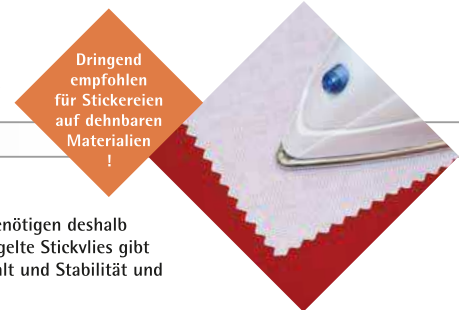 Dringend
empfohlen
für Stickereien
auf dehnbaren
Materialien
!
enötigen deshalb
gelte Stickvlies gibt
alt und Stabilität und